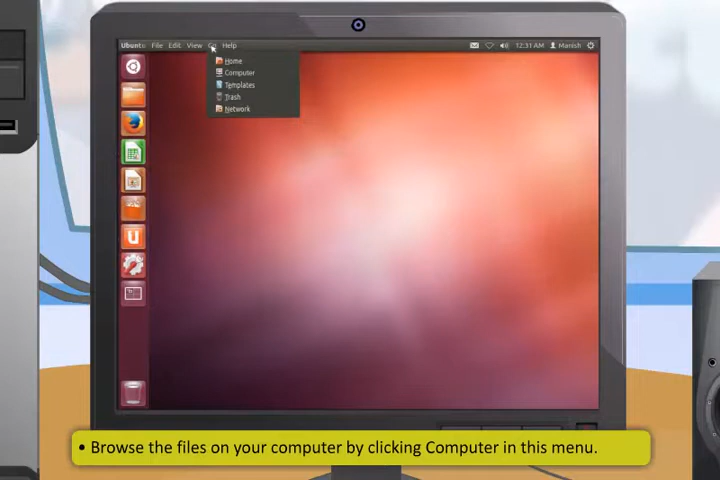 Ubuntu File Edit View Go Help 12:31 AM Manish
Home
Computer
Templates
Trash
Network
• Browse the files on your computer by clicking Computer in this menu.